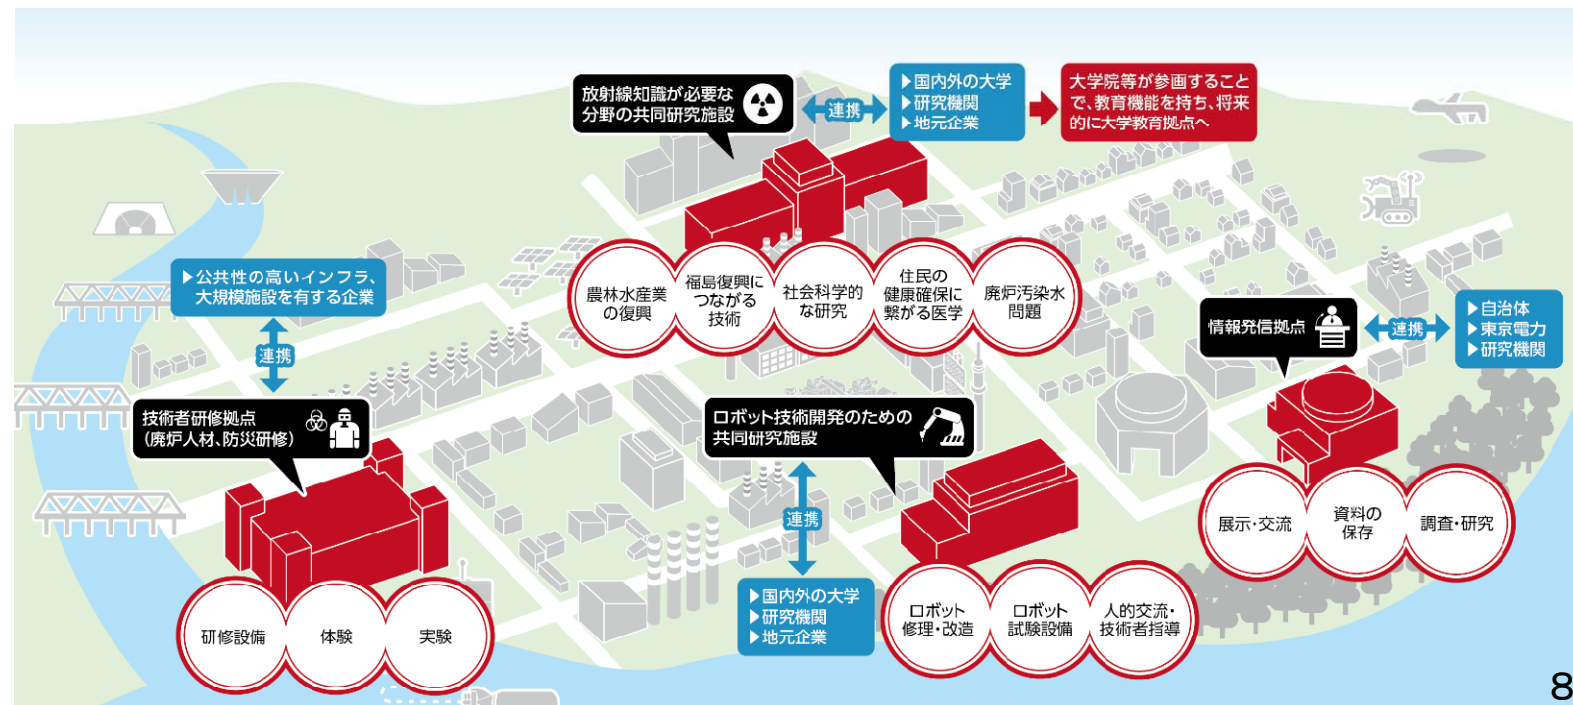 放射線知識が必要な
分野の共同研究施設
連携
▶国内外の大学
▶研究機関
▶地元企業
大学院等が参画すること
で、教育機能を持ち、将来
的に大学教育拠点へ
農林水産業
の復興
福島復興に
つながる
技術
社会科学的
な研究
住民の
健康確保に
繋がる医学
廃炉汚染水
問題
▶公共性の高いインフラ、
大規模施設を有する企業
連携
技術者研修拠点
（廃炉人材、防災研修）
研修設備
体験
実験
ロボット技術開発のための
共同研究施設
連携
▶国内外の大学
▶研究機関
▶地元企業
ロボット
修理・改造
ロボット
試験設備
人的交流・
技術者指導
情報発信拠点
連携
▶自治体
▶東京電力
▶研究機関
展示・交流
資料の
保存
調査・研究
8